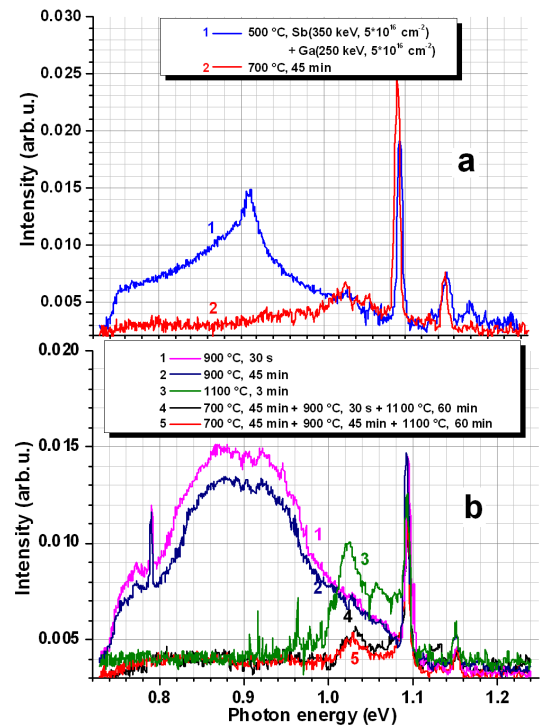 0.030
1 500 °C, Sb(350 keV, 5*10¹⁶ cm⁻²)
+ Ga(250 keV, 5*10¹⁶ cm⁻²)
2 700 °C, 45 min
0.025
0.020
a
0.015
1
0.010
0.005
2
Intensity (arb.u.)
0.020
1 900 °C, 30 s
2 900 °C, 45 min
3 1100 °C, 3 min
4 700 °C, 45 min + 900 °C, 30 s + 1100 °C, 60 min
5 700 °C, 45 min + 900 °C, 45 min + 1100 °C, 60 min
0.015
b
1
0.010
3
2
4
0.005
5
Intensity (arb.u.)
0.8 0.9 1.0 1.1 1.2
Photon energy (eV)